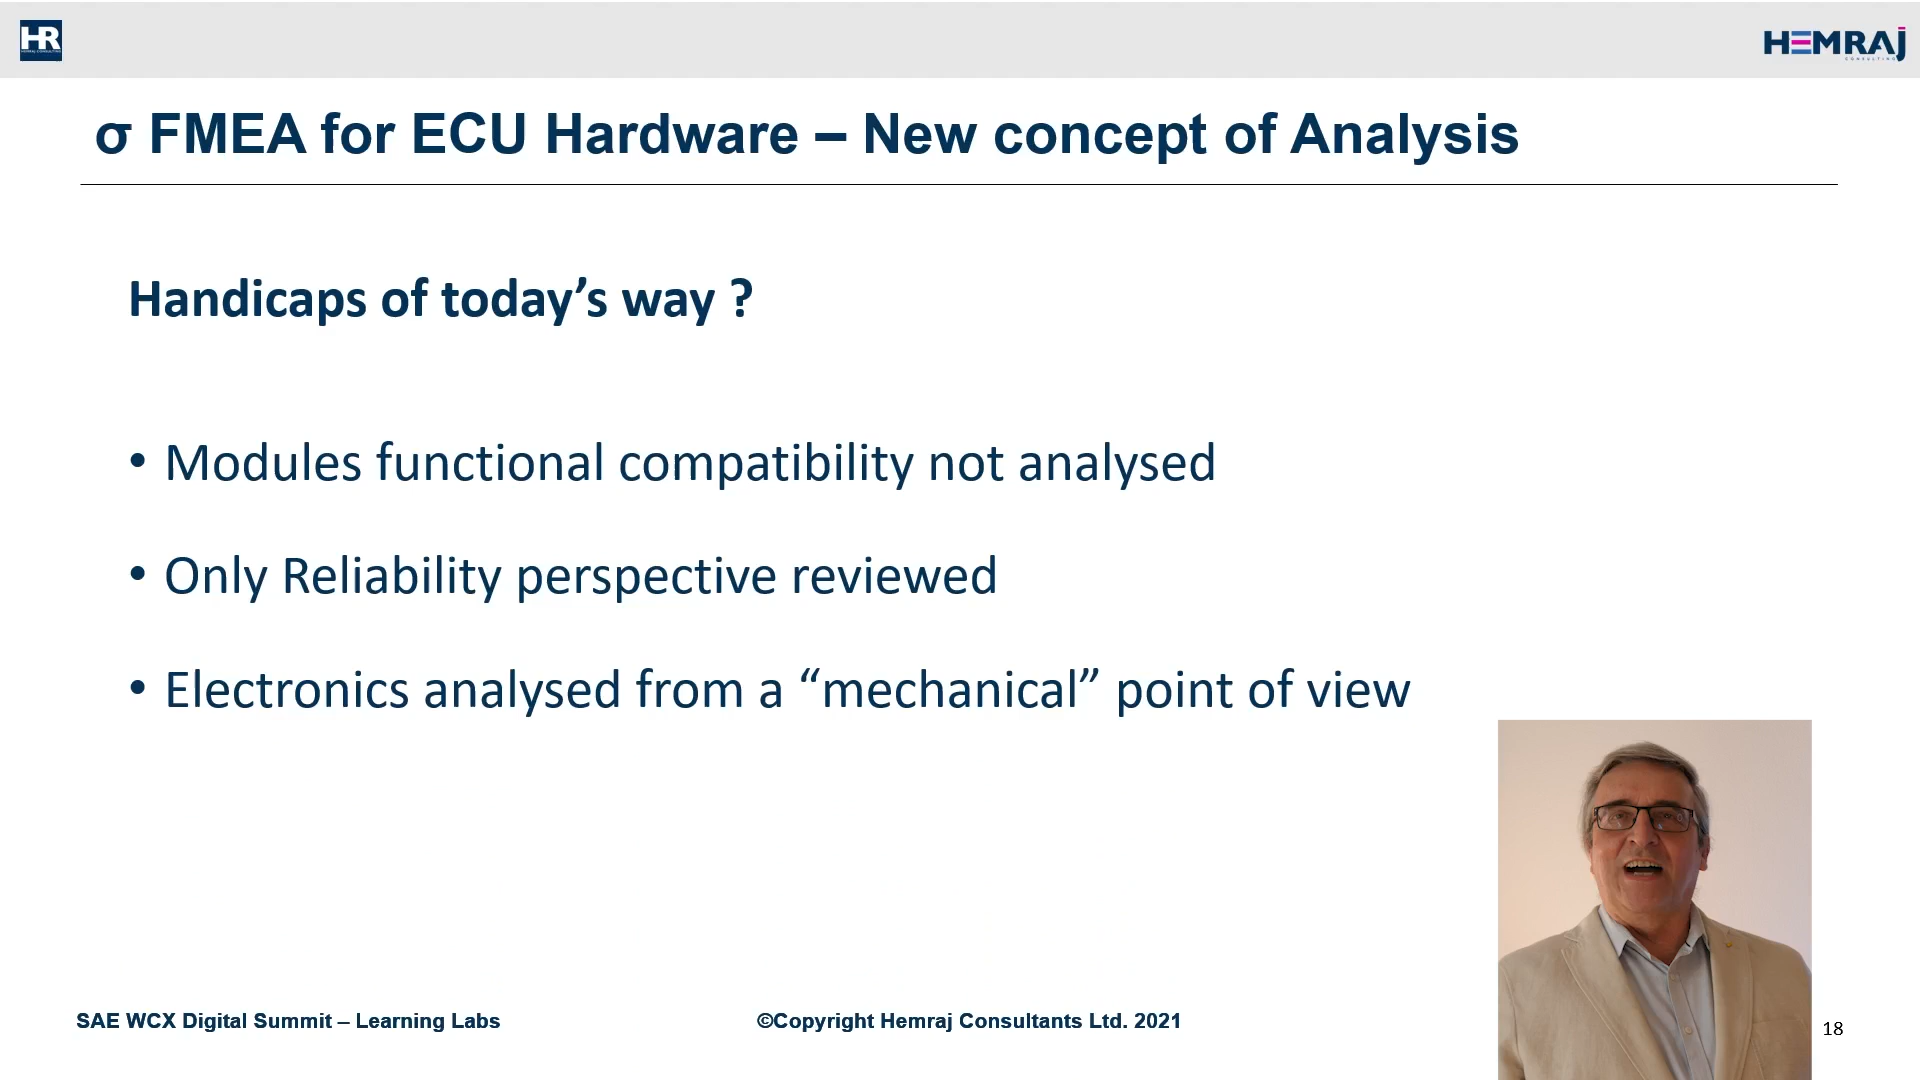 HR
HEMRAJ
CONSULTING
σ FMEA for ECU Hardware – New concept of Analysis
Handicaps of today’s way ?
• Modules functional compatibility not analysed
• Only Reliability perspective reviewed
• Electronics analysed from a “mechanical” point of view
SAE WCX Digital Summit – Learning Labs
©Copyright Hemraj Consultants Ltd. 2021
18